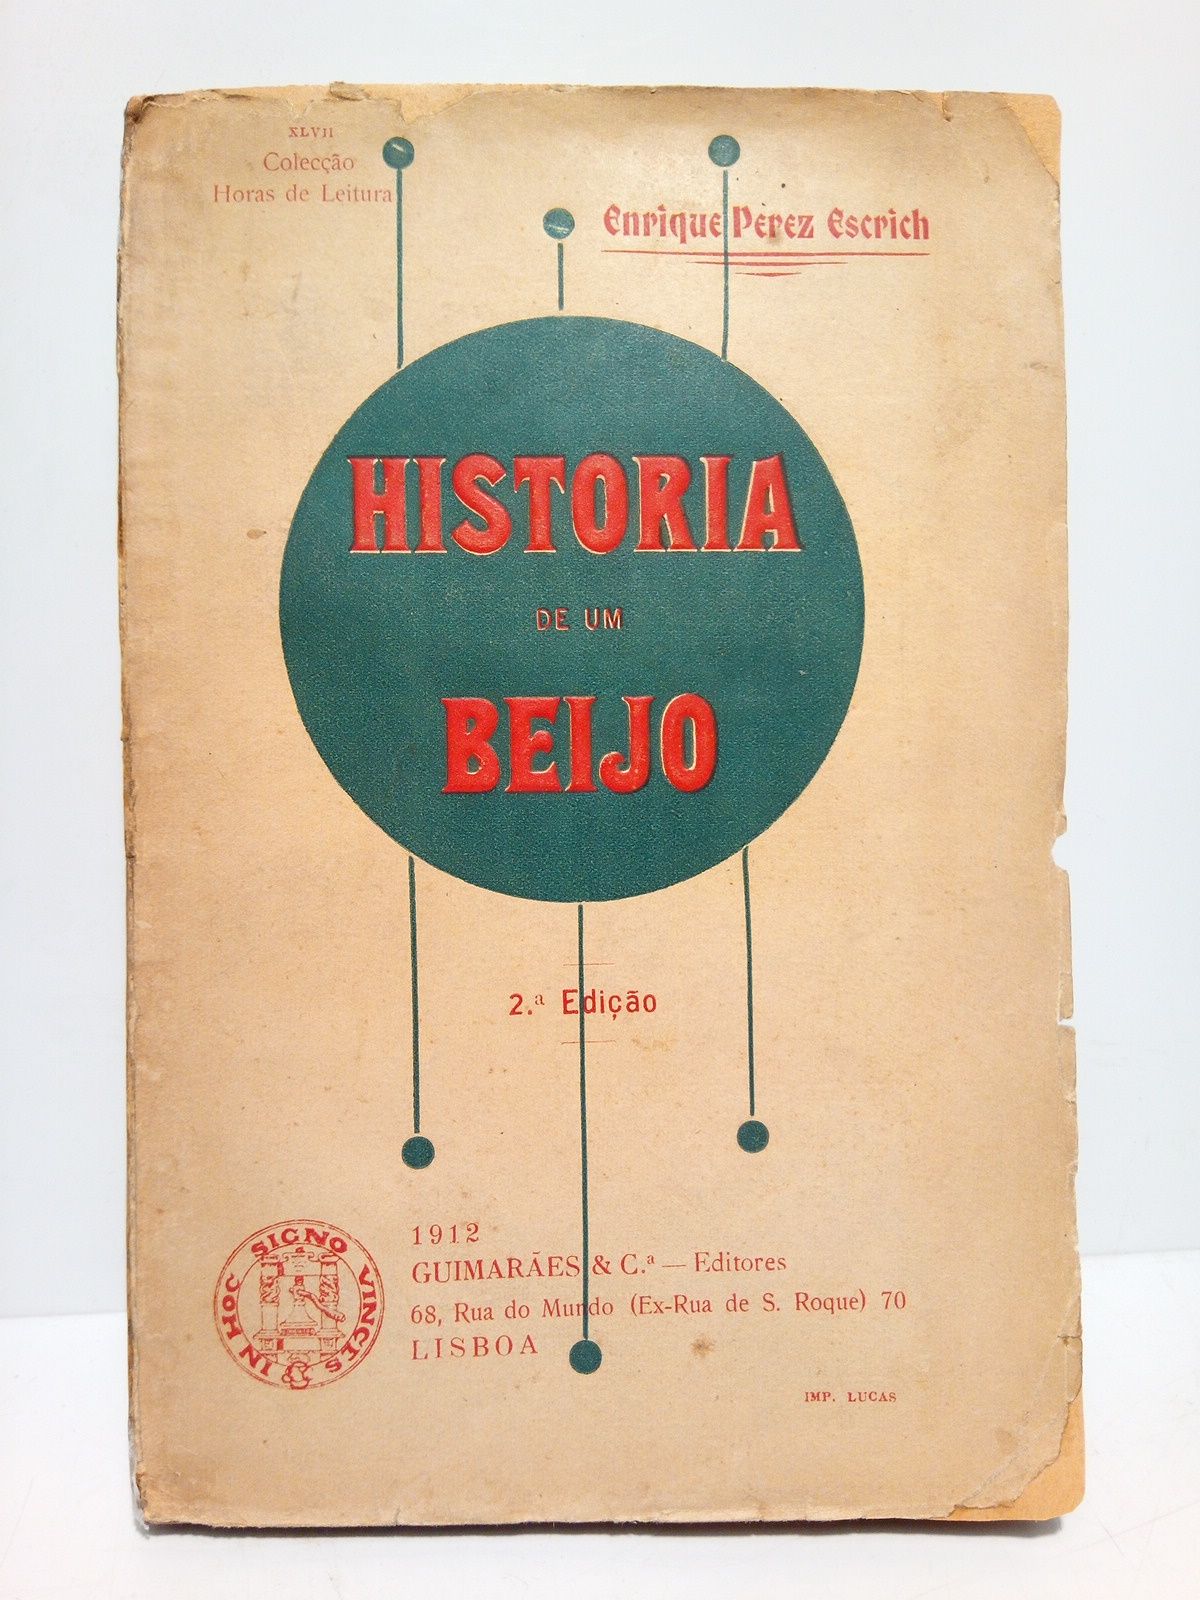 XLVII
Colecção
Horas de Leitura
Enrique Pèrez Escrich
HISTORIA
DE UM
BEIJO
2.ª Edição
IN HOC SIGNO VINCES
1912
GUIMARÃES & C.ª — Editores
68, Rua do Mundo (Ex-Rua de S. Roque) 70
LISBOA
IMP. LUCAS